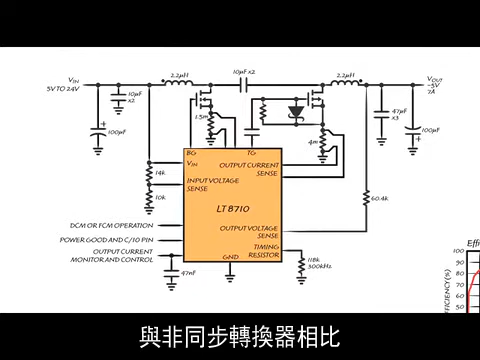 2.2µH
10µF x2
2.2µH
VIN
5V TO 24V
10µF
x2
100µF
1.5m
4m
47µF
x3
100µF
VOUT
-5V
7A
BG
TG
VIN
OUTPUT CURRENT
SENSE
14k
INPUT VOLTAGE
SENSE
10k
LT8710
60.4k
DCM OR FCM OPERATION
POWER GOOD AND C/10 PIN
OUTPUT CURRENT
MONITOR AND CONTROL
OUTPUT VOLTAGE
SENSE
TIMING
RESISTOR
GND
47nF
118k
300kHz
Effic
100
90
80
70
60
50
EFFICIENCY (%)
與非同步轉換器相比